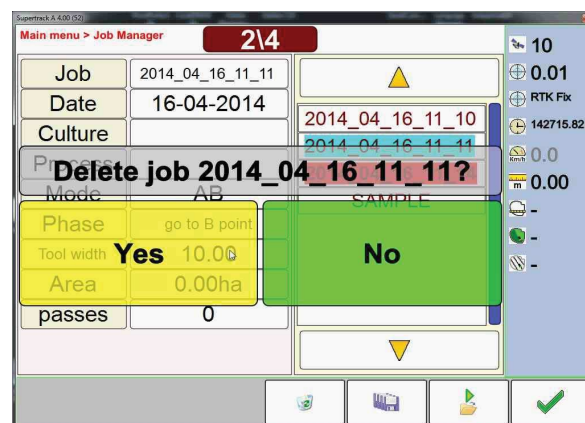 Supertrack A 4.00 (52)
Main menu > Job Manager
2\4
Job 2014_04_16_11_11
Date 16-04-2014
Culture
Process
Mode AB
Phase go to B point
Tool width 10.00
Area 0.00ha
passes 0
2014_04_16_11_10
2014_04_16_11_11
SAMPLE
Delete job 2014_04_16_11_11?
Yes No
10
0.01
RTK Fix
142715.82
Km/h 0.0
m 0.00
-
-
-